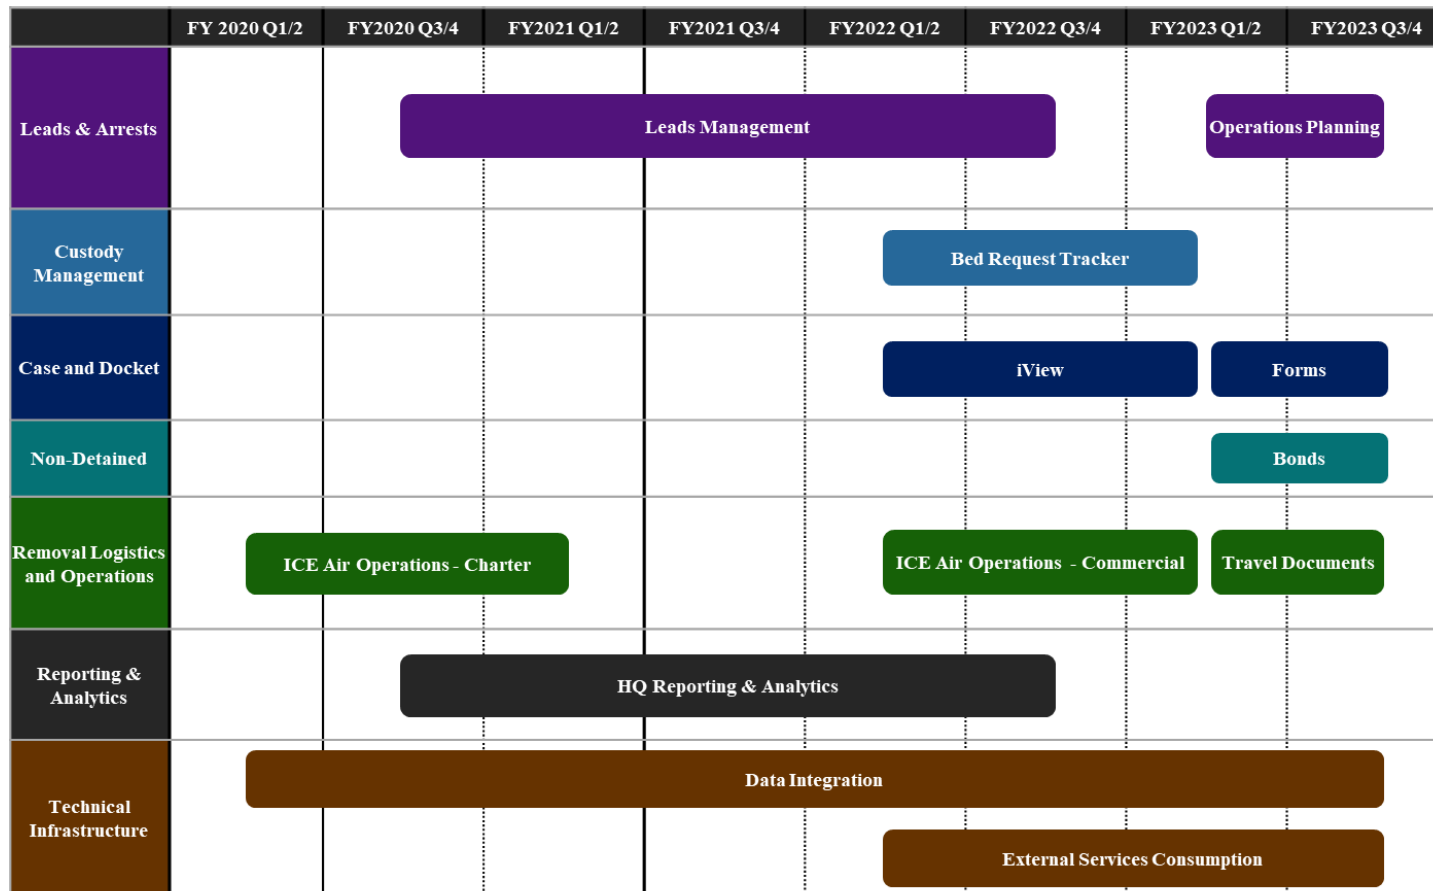 FY 2020 Q1/2
FY2020 Q3/4
FY2021 Q1/2
FY2021 Q3/4
FY2022 Q1/2
FY2022 Q3/4
FY2023 Q1/2
FY2023 Q3/4
Leads & Arrests
Leads Management
Operations Planning
Custody
Management
Bed Request Tracker
Case and Docket
iView
Forms
Non-Detained
Bonds
Removal Logistics
and Operations
ICE Air Operations - Charter
ICE Air Operations - Commercial
Travel Documents
Reporting &
Analytics
HQ Reporting & Analytics
Technical
Infrastructure
Data Integration
External Services Consumption